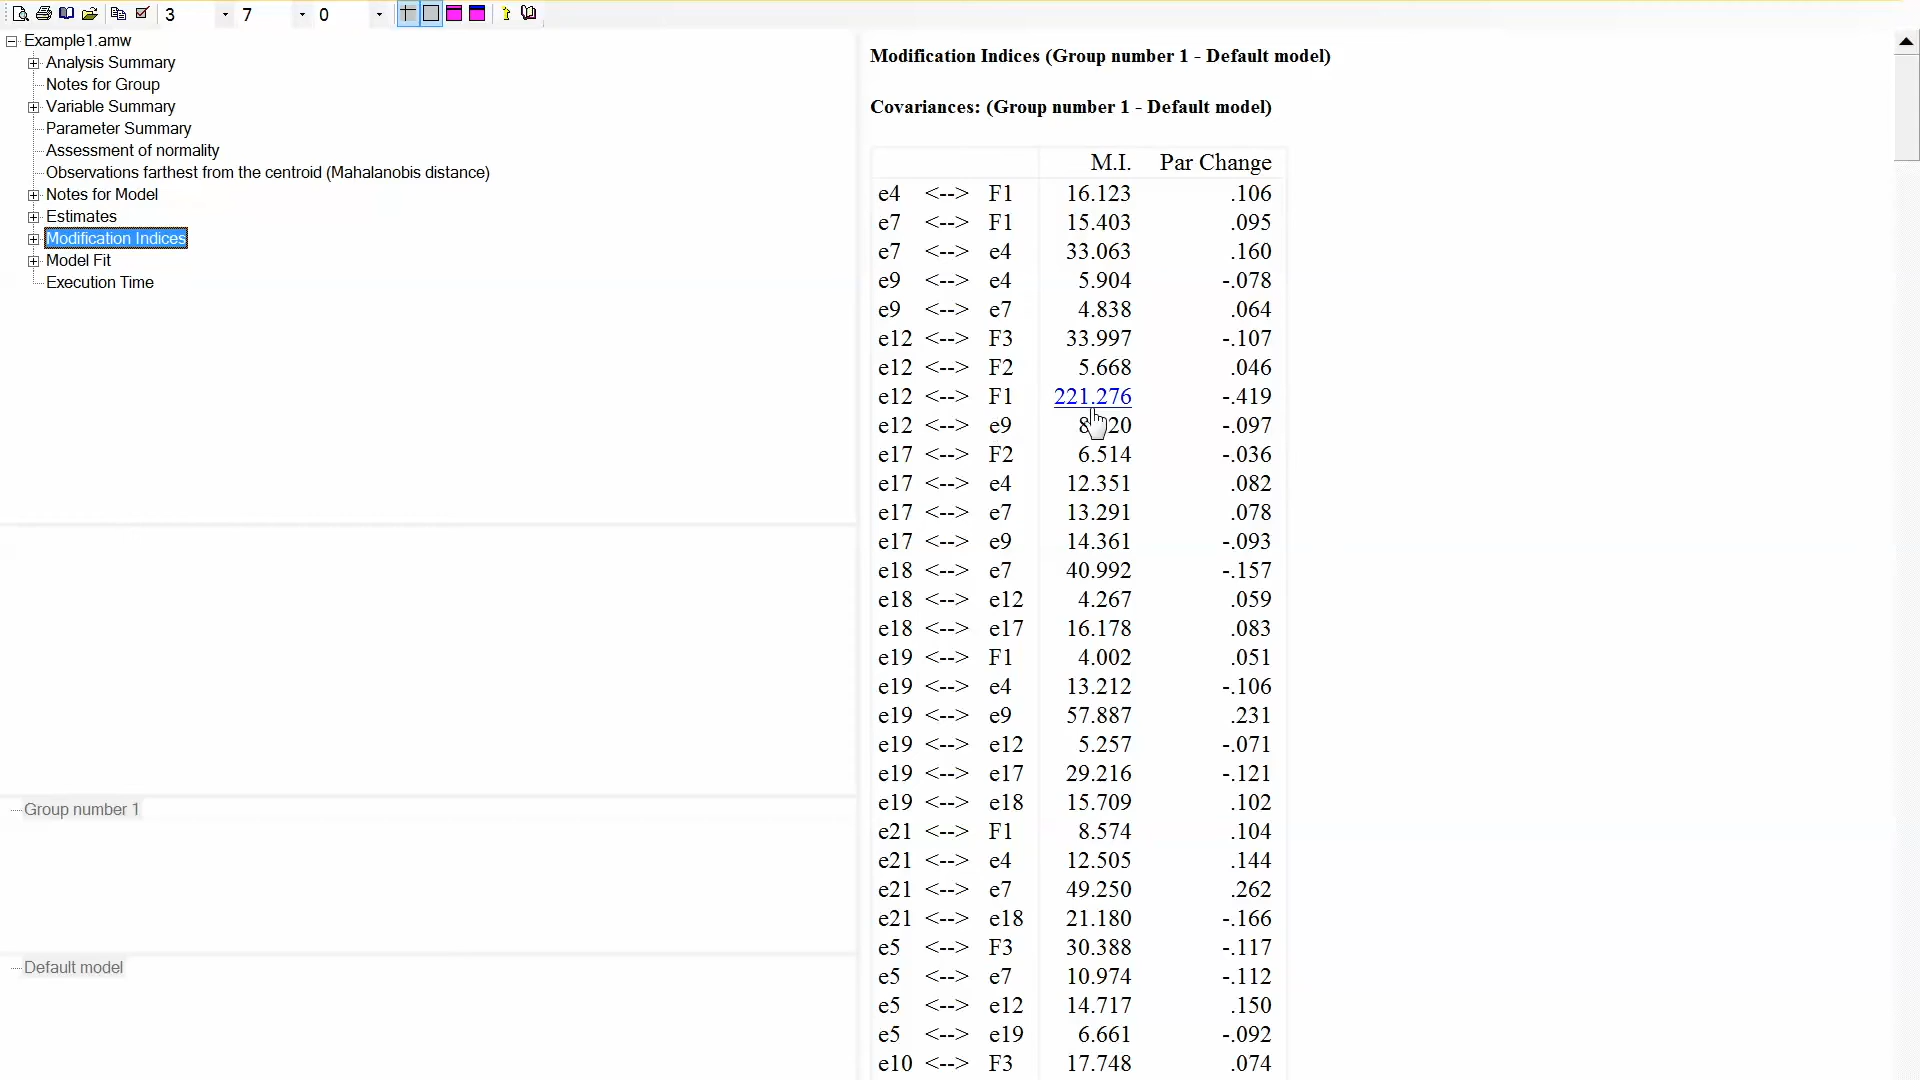 3 7 0
Example1.amw
Analysis Summary
Notes for Group
Variable Summary
Parameter Summary
Assessment of normality
Observations farthest from the centroid (Mahalanobis distance)
Notes for Model
Estimates
Modification Indices
Model Fit
Execution Time
Group number 1
Default model
Modification Indices (Group number 1 - Default model)
Covariances: (Group number 1 - Default model)
M.I. Par Change
e4 <--> F1 16.123 .106
e7 <--> F1 15.403 .095
e7 <--> e4 33.063 .160
e9 <--> e4 5.904 -.078
e9 <--> e7 4.838 .064
e12 <--> F3 33.997 -.107
e12 <--> F2 5.668 .046
e12 <--> F1 221.276 -.419
e12 <--> e9 -.097
e17 <--> F2 6.514 -.036
e17 <--> e4 12.351 .082
e17 <--> e7 13.291 .078
e17 <--> e9 14.361 -.093
e18 <--> e7 40.992 -.157
e18 <--> e12 4.267 .059
e18 <--> e17 16.178 .083
e19 <--> F1 4.002 .051
e19 <--> e4 13.212 -.106
e19 <--> e9 57.887 .231
e19 <--> e12 5.257 -.071
e19 <--> e17 29.216 -.121
e19 <--> e18 15.709 .102
e21 <--> F1 8.574 .104
e21 <--> e4 12.505 .144
e21 <--> e7 49.250 .262
e21 <--> e18 21.180 -.166
e5 <--> F3 30.388 -.117
e5 <--> e7 10.974 -.112
e5 <--> e12 14.717 .150
e5 <--> e19 6.661 -.092
e10 <--> F3 17.748 .074